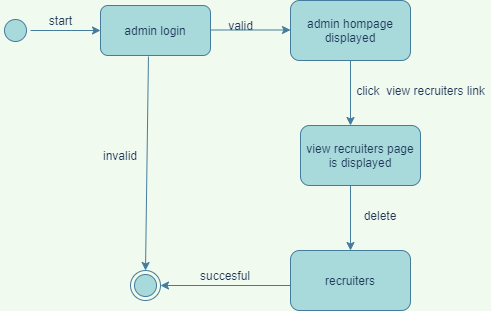 start
admin login
valid
admin hompage
displayed
click view recruiters link
invalid
view recruiters page
is displayed
delete
succesful
recruiters